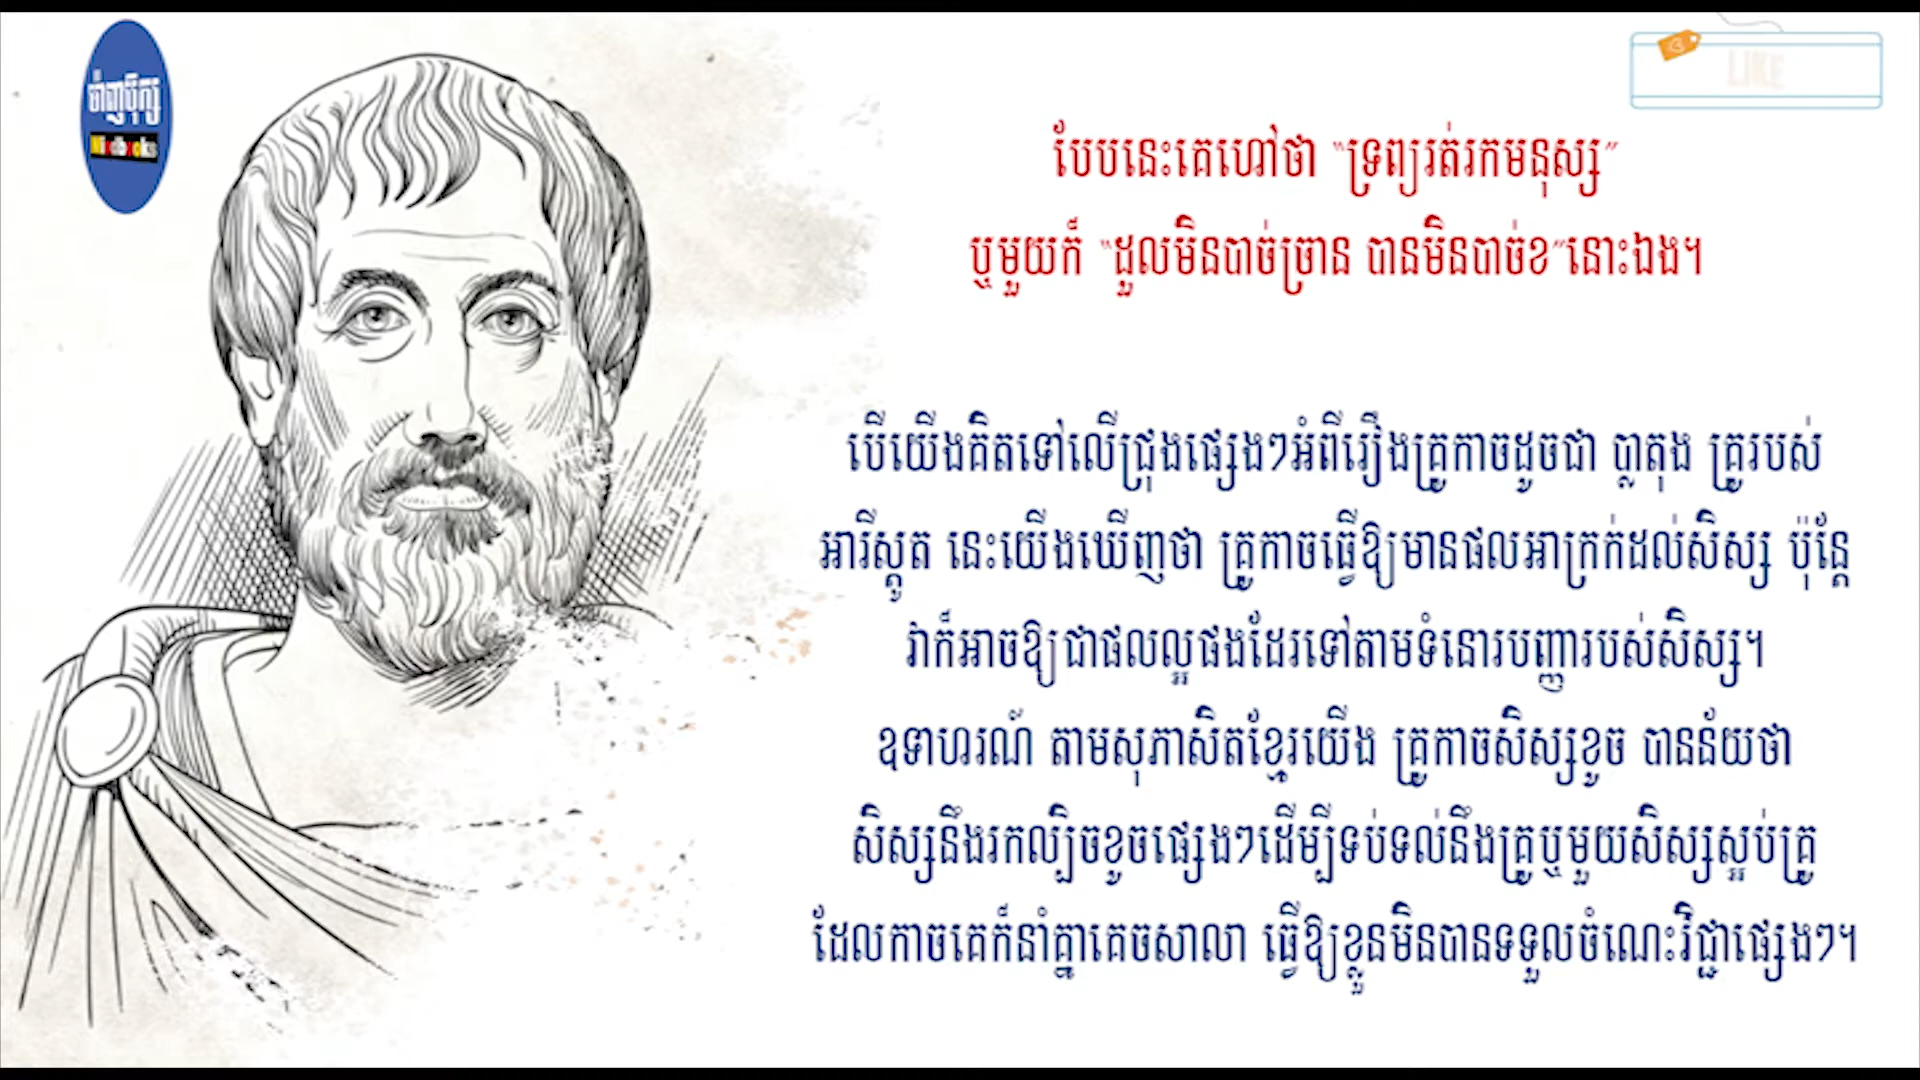 ម៉ាញប៊ុក្ស
LIKE
បែបនេះគេហៅថា “ទ្រព្យរត់រកមនុស្ស”
ឬមួយក៏ “ដួលមិនបាច់ច្រាន បានមិនបាច់ខ”នោះឯង។
បើយើងគិតទៅលើជ្រុងផ្សេងៗអំពីរឿងគ្រូកាចដូចជា ប្លាតុង គ្រូរបស់
អារីស្តូត នេះយើងឃើញថា គ្រូកាចធ្វើឱ្យមានផលអាក្រក់ដល់សិស្ស ប៉ុន្តែ
វាក៏អាចឱ្យជាផលល្អផងដែរទៅតាមទំនោរបញ្ញារបស់សិស្ស។
ឧទាហរណ៍ តាមសុភាសិតខ្មែរយើង គ្រូកាចសិស្សខូច បានន័យថា
សិស្សនឹងរកល្បិចខូចផ្សេងៗដើម្បីទប់ទល់នឹងគ្រូឬមួយសិស្សស្អប់គ្រូ
ដែលកាចគេក៏នាំគ្នាគេចសាលា ធ្វើឱ្យខ្លួនមិនបានទទួលចំណេះវិជ្ជាផ្សេងៗ។